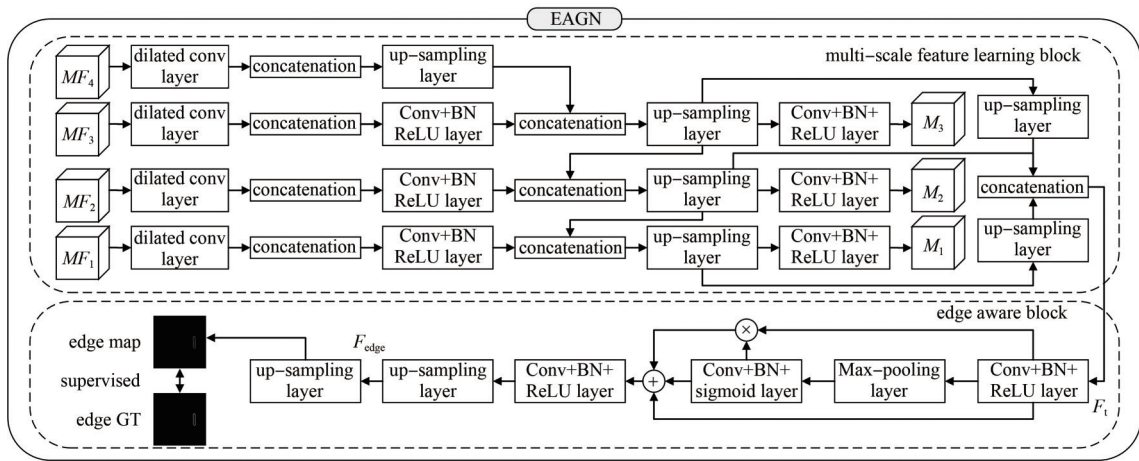 EAGN
multi-scale feature learning block
MF4
dilated conv
layer
concatenation
up-sampling
layer
MF3
dilated conv
layer
concatenation
Conv+BN
ReLU layer
concatenation
up-sampling
layer
Conv+BN+
ReLU layer
M3
up-sampling
layer
MF2
dilated conv
layer
concatenation
Conv+BN
ReLU layer
concatenation
up-sampling
layer
Conv+BN+
ReLU layer
M2
concatenation
MF1
dilated conv
layer
concatenation
Conv+BN
ReLU layer
concatenation
up-sampling
layer
Conv+BN+
ReLU layer
M1
up-sampling
layer
edge aware block
edge map
supervised
edge GT
up-sampling
layer
Fedge
up-sampling
layer
Conv+BN+
ReLU layer
+
×
Conv+BN+
sigmoid layer
Max-pooling
layer
Conv+BN+
ReLU layer
Ft